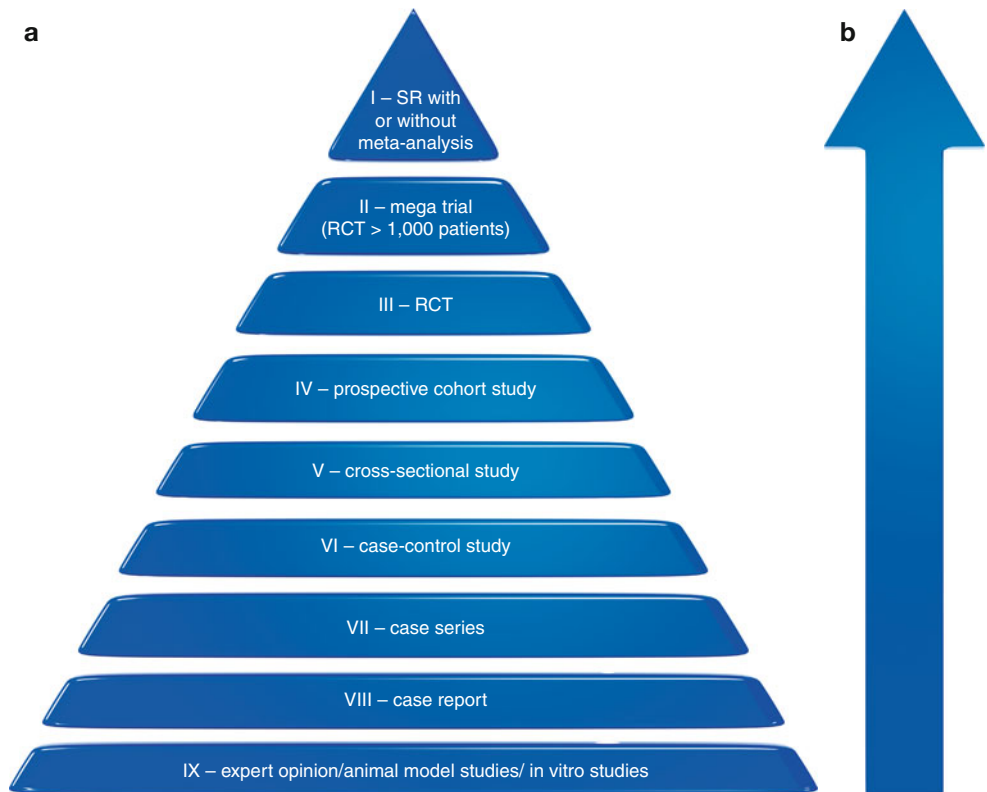 a
b
I – SR with
or without
meta-analysis
II – mega trial
(RCT > 1,000 patients)
III – RCT
IV – prospective cohort study
V – cross-sectional study
VI – case-control study
VII – case series
VIII – case report
IX – expert opinion/animal model studies/ in vitro studies